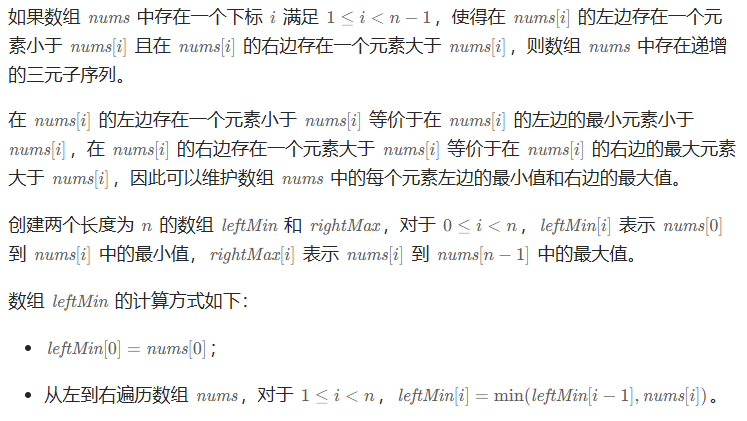 如果数组 nums 中存在一个下标 i 满足 1 ≤ i < n − 1，使得在 nums[i] 的左边存在一个元
素小于 nums[i] 且在 nums[i] 的右边存在一个元素大于 nums[i]，则数组 nums 中存在递增
的三元子序列。
在 nums[i] 的左边存在一个元素小于 nums[i] 等价于在 nums[i] 的左边的最小元素小于
nums[i]，在 nums[i] 的右边存在一个元素大于 nums[i] 等价于在 nums[i] 的右边的最大元素
大于 nums[i]，因此可以维护数组 nums 中的每个元素左边的最小值和右边的最大值。
创建两个长度为 n 的数组 leftMin 和 rightMax，对于 0 ≤ i < n，leftMin[i] 表示 nums[0]
到 nums[i] 中的最小值，rightMax[i] 表示 nums[i] 到 nums[n − 1] 中的最大值。
数组 leftMin 的计算方式如下：
• leftMin[0] = nums[0]；
• 从左到右遍历数组 nums，对于 1 ≤ i < n，leftMin[i] = min(leftMin[i − 1], nums[i])。